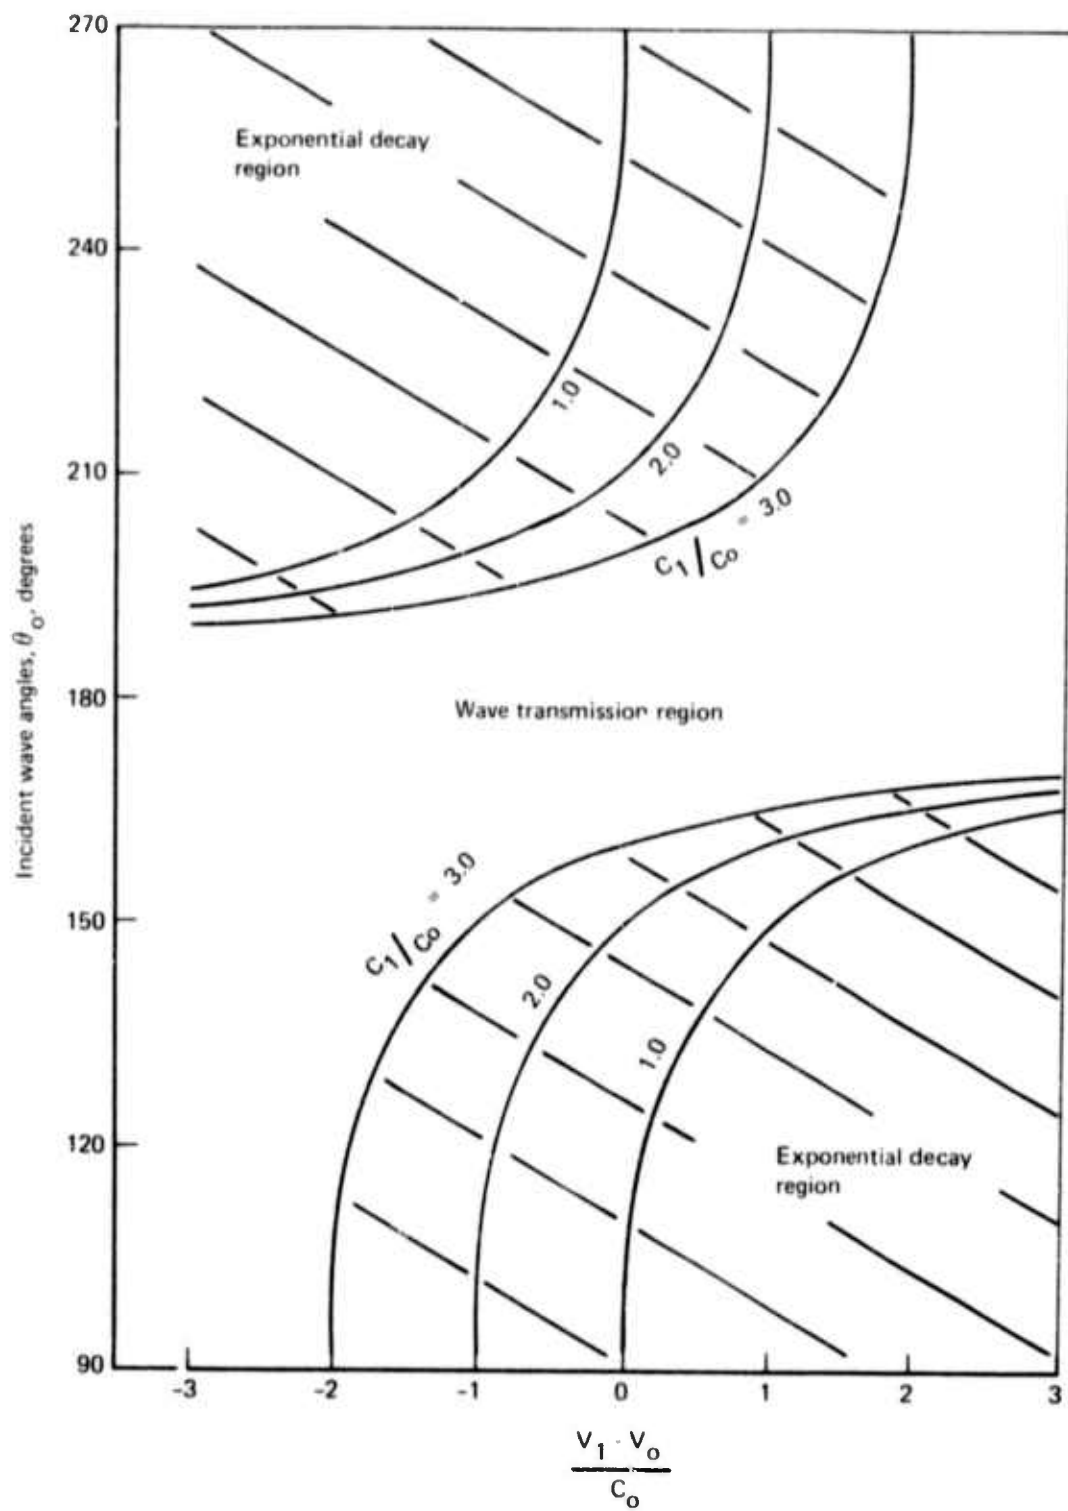 270
Exponential decay
region
240
1.0
2.0
210
C1/Co = 3.0
Incident wave angles, θo, degrees
180
Wave transmission region
C1/Co = 3.0
150
2.0
1.0
120
Exponential decay
region
90
-3 -2 -1 0 1 2 3
V1 - Vo
Co